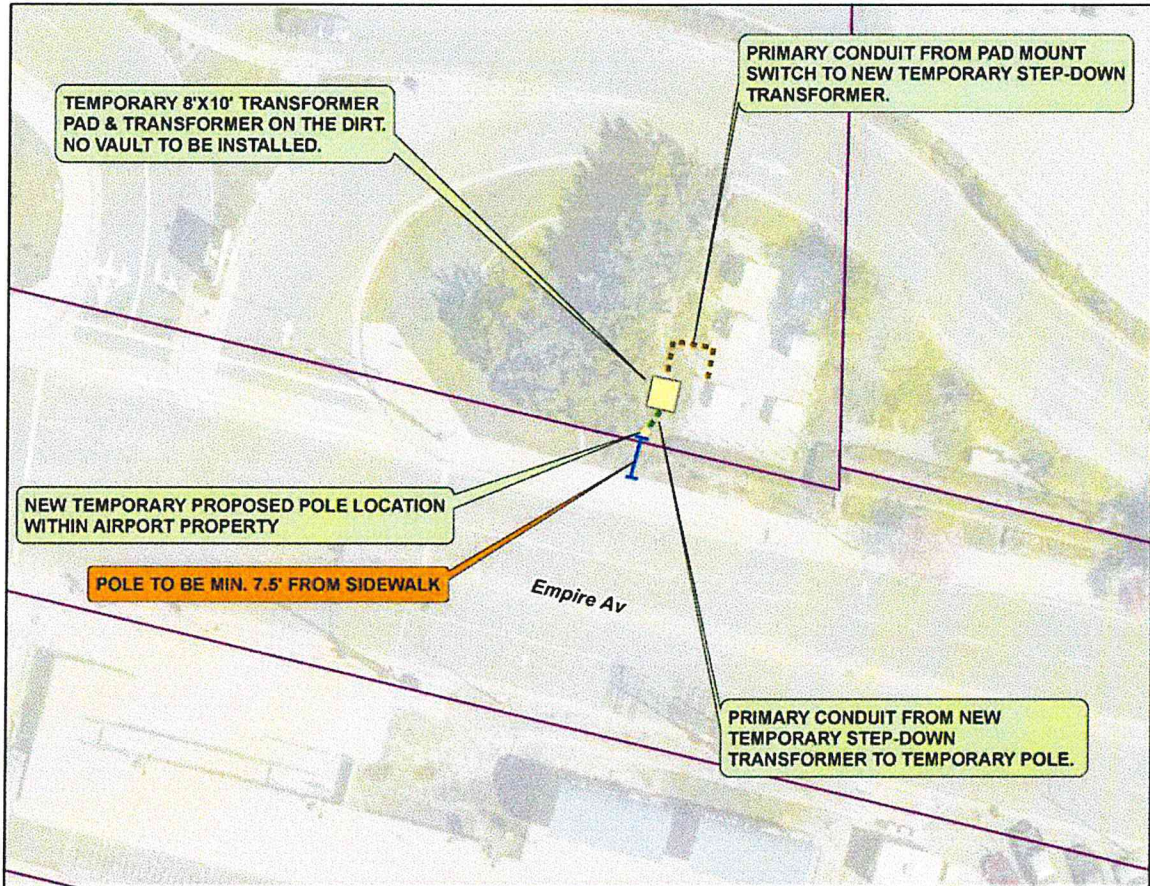 PRIMARY CONDUIT FROM PAD MOUNT
SWITCH TO NEW TEMPORARY STEP-DOWN
TRANSFORMER.
TEMPORARY 8'X10' TRANSFORMER
PAD & TRANSFORMER ON THE DIRT.
NO VAULT TO BE INSTALLED.
NEW TEMPORARY PROPOSED POLE LOCATION
WITHIN AIRPORT PROPERTY
POLE TO BE MIN. 7.5' FROM SIDEWALK
Empire Av
PRIMARY CONDUIT FROM NEW
TEMPORARY STEP-DOWN
TRANSFORMER TO TEMPORARY POLE.